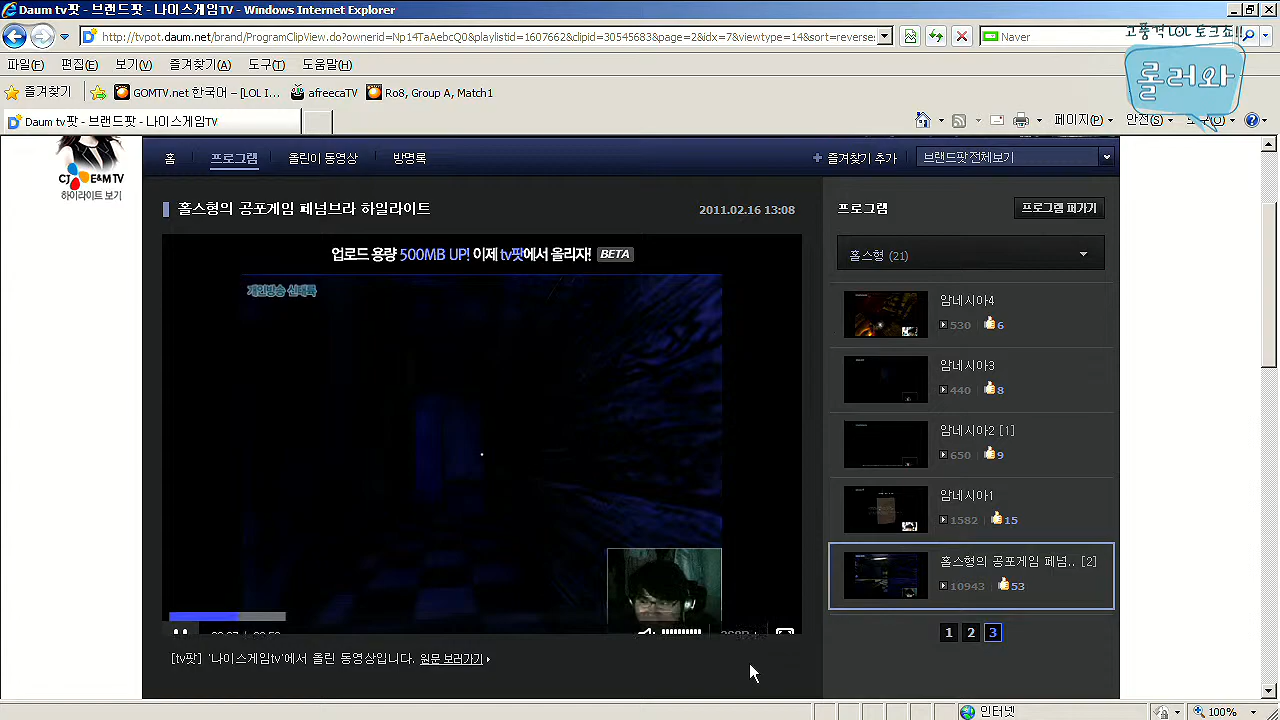 Daum tv팟 - 브랜드팟 - 나이스게임TV - Windows Internet Explorer
고품격 LOL 토크쇼!!
롤러와
http://tvpot.daum.net/brand/ProgramClipView.do?ownerid=Np14TaAAzcQ0&playlistid=1607662&clipid=30545683&page=2&idx=7&viewtype=14&sort=reverse
Naver
파일(F) 편집(E) 보기(V) 즐겨찾기(A) 도구(T) 도움말(H)
즐겨찾기 GOMTV.net 한국어 – [LOL I... afreecaTV Ro8, Group A, Match1
Daum tv팟 - 브랜드팟 - 나이스게임TV
페이지(P) 안전(S)
CJ E&M TV
하이라이트 보기
홈 프로그램 올린이 동영상 방명록 + 즐겨찾기 추가 브랜드팟 전체보기
홀스형의 공포게임 페넘브라 하일라이트 2011.02.16 13:08
프로그램 프로그램 퍼가기
업로드 용량 500MB UP! 이제 tv팟에서 올리자! BETA
홀스형 (21)
개인방송 신태륙
암네시아4
530 6
암네시아3
440 8
암네시아2 [1]
650 9
암네시아1
1582 15
홀스형의 공포게임 페넘.. [2]
10943 53
1 2 3
[tv팟] '나이스게임tv'에서 올린 동영상입니다. 원문 보러가기
인터넷
100%